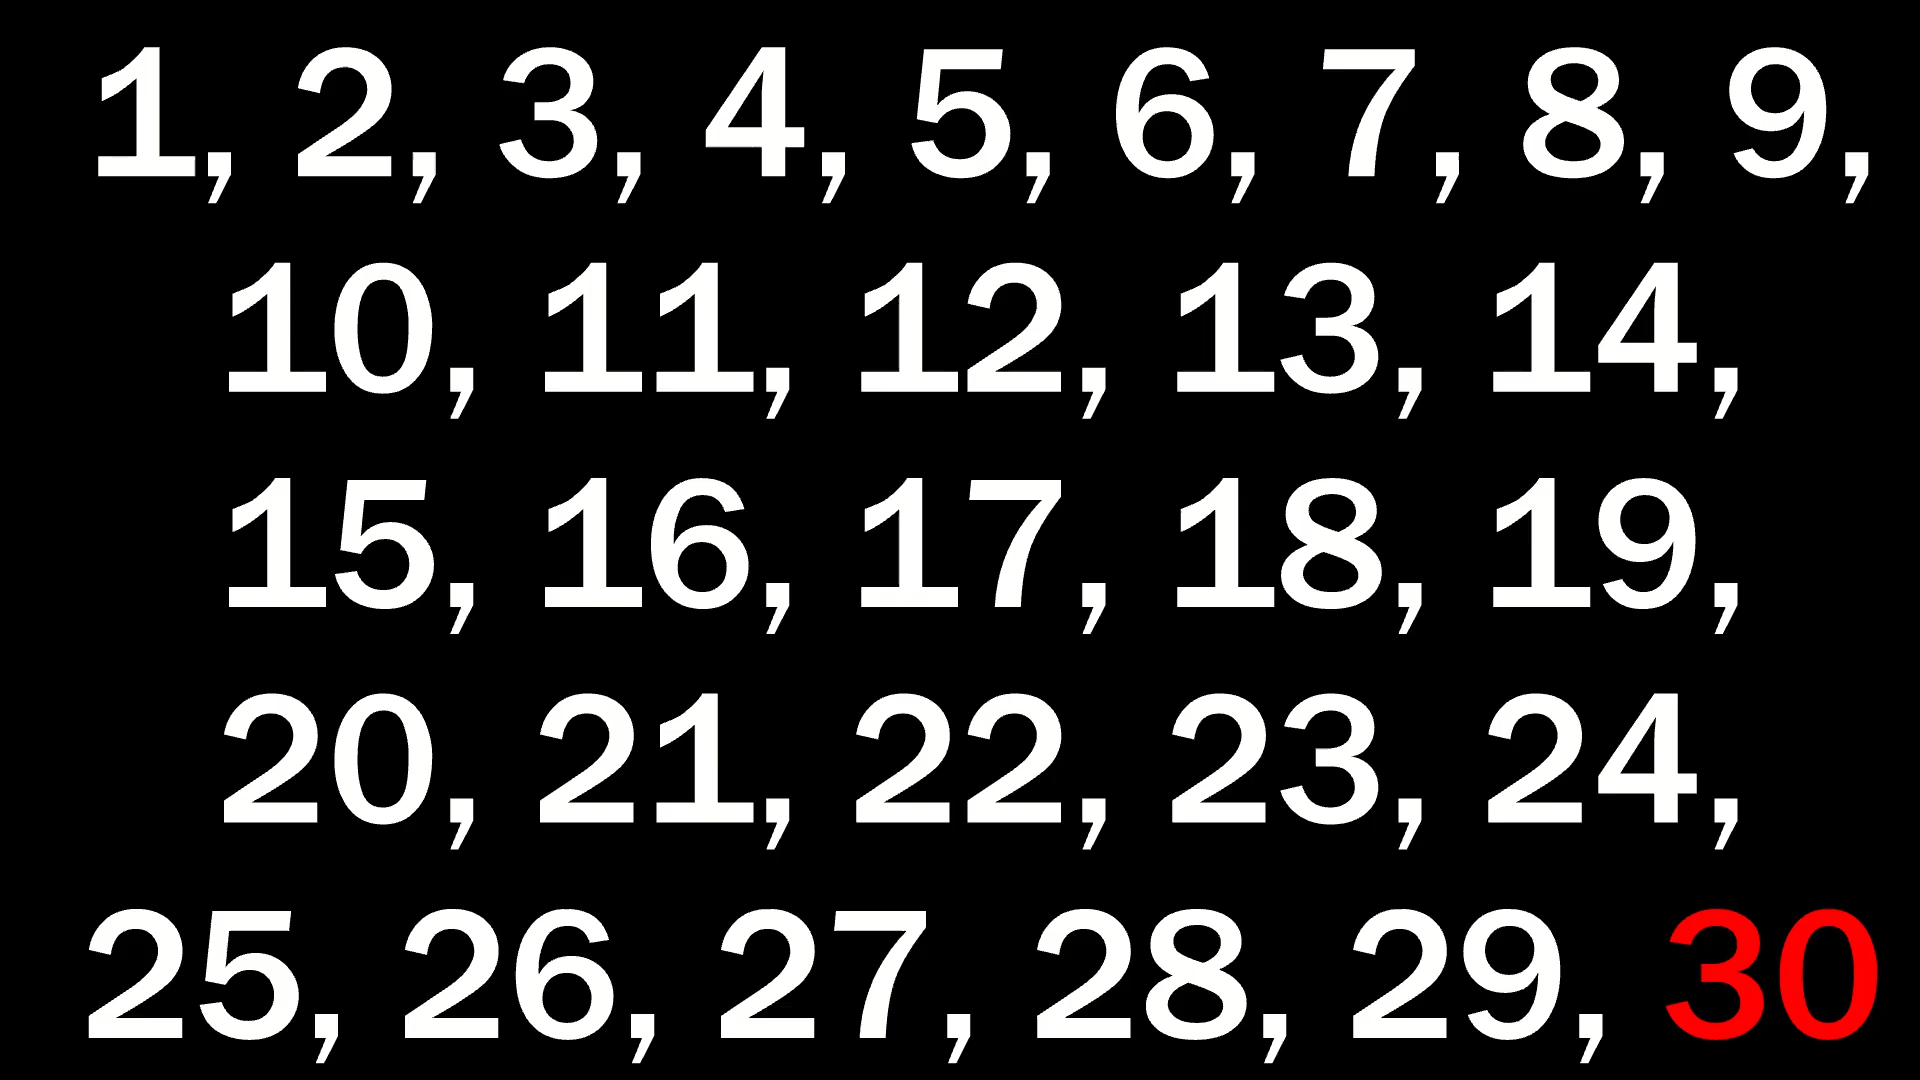 1, 2, 3, 4, 5, 6, 7, 8, 9,
10, 11, 12, 13, 14,
15, 16, 17, 18, 19,
20, 21, 22, 23, 24,
25, 26, 27, 28, 29, 30